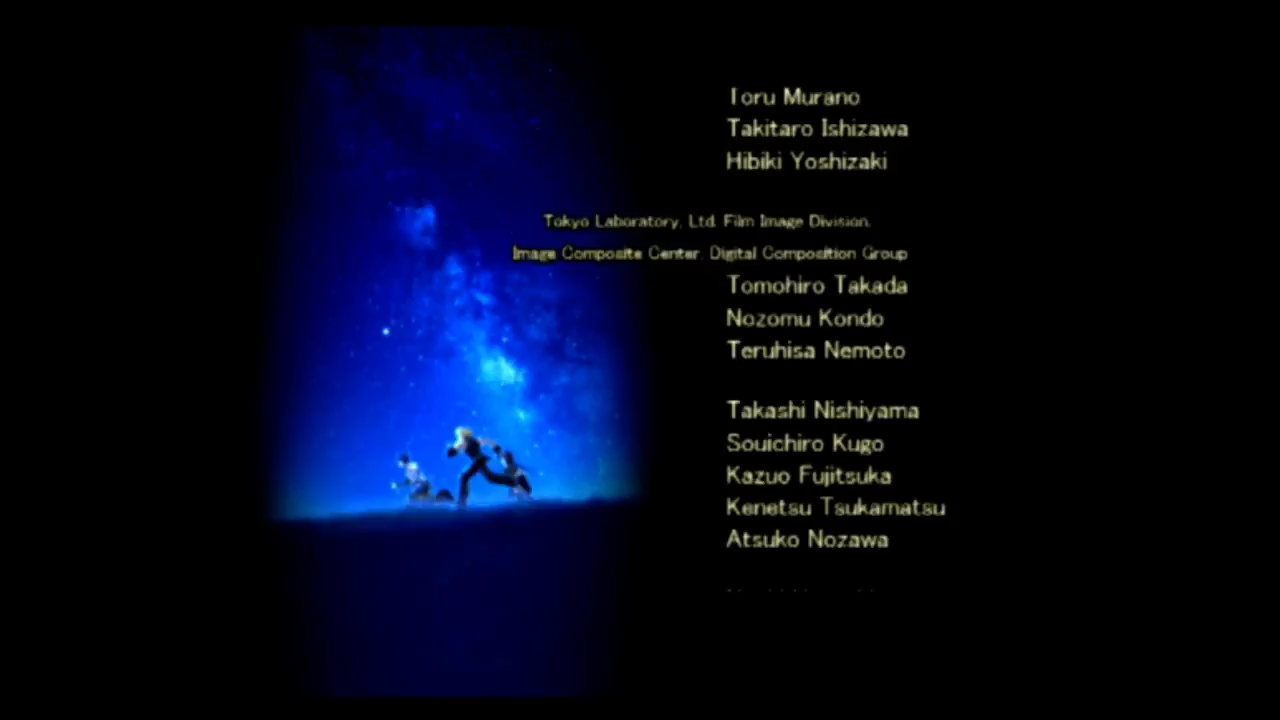 Toru Murano
Takitaro Ishizawa
Hibiki Yoshizaki
Tokyo Laboratory, Ltd. Film Image Division.
Image Composite Center, Digital Composition Group
Tomohiro Takada
Nozomu Kondo
Teruhisa Nemoto
Takashi Nishiyama
Souichiro Kugo
Kazuo Fujitsuka
Kenetsu Tsukamatsu
Atsuko Nozawa